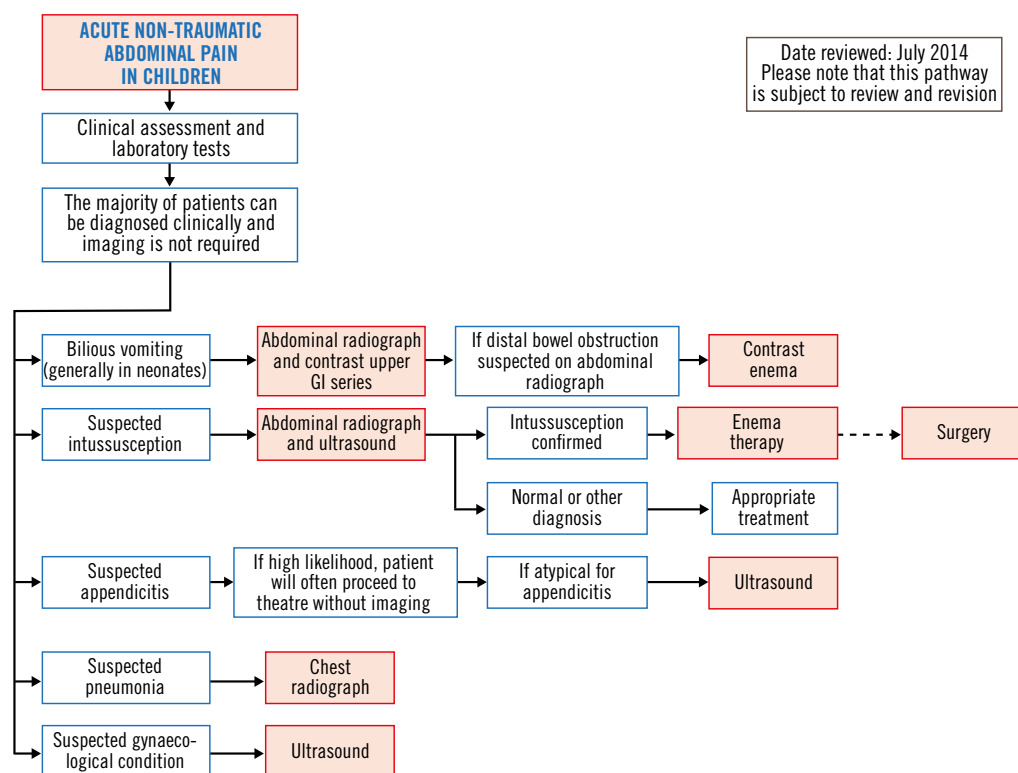 ACUTE NON-TRAUMATIC
ABDOMINAL PAIN
IN CHILDREN
Date reviewed: July 2014
Please note that this pathway
is subject to review and revision
Clinical assessment and
laboratory tests
The majority of patients can
be diagnosed clinically and
imaging is not required
Bilious vomiting
(generally in neonates)
Abdominal radiograph
and contrast upper
GI series
If distal bowel obstruction
suspected on abdominal
radiograph
Contrast
enema
Suspected
intussusception
Abdominal radiograph
and ultrasound
Intussusception
confirmed
Enema
therapy
Surgery
Normal or other
diagnosis
Appropriate
treatment
Suspected
appendicitis
If high likelihood, patient
will often proceed to
theatre without imaging
If atypical for
appendicitis
Ultrasound
Suspected
pneumonia
Chest
radiograph
Suspected gynaeco-
logical condition
Ultrasound